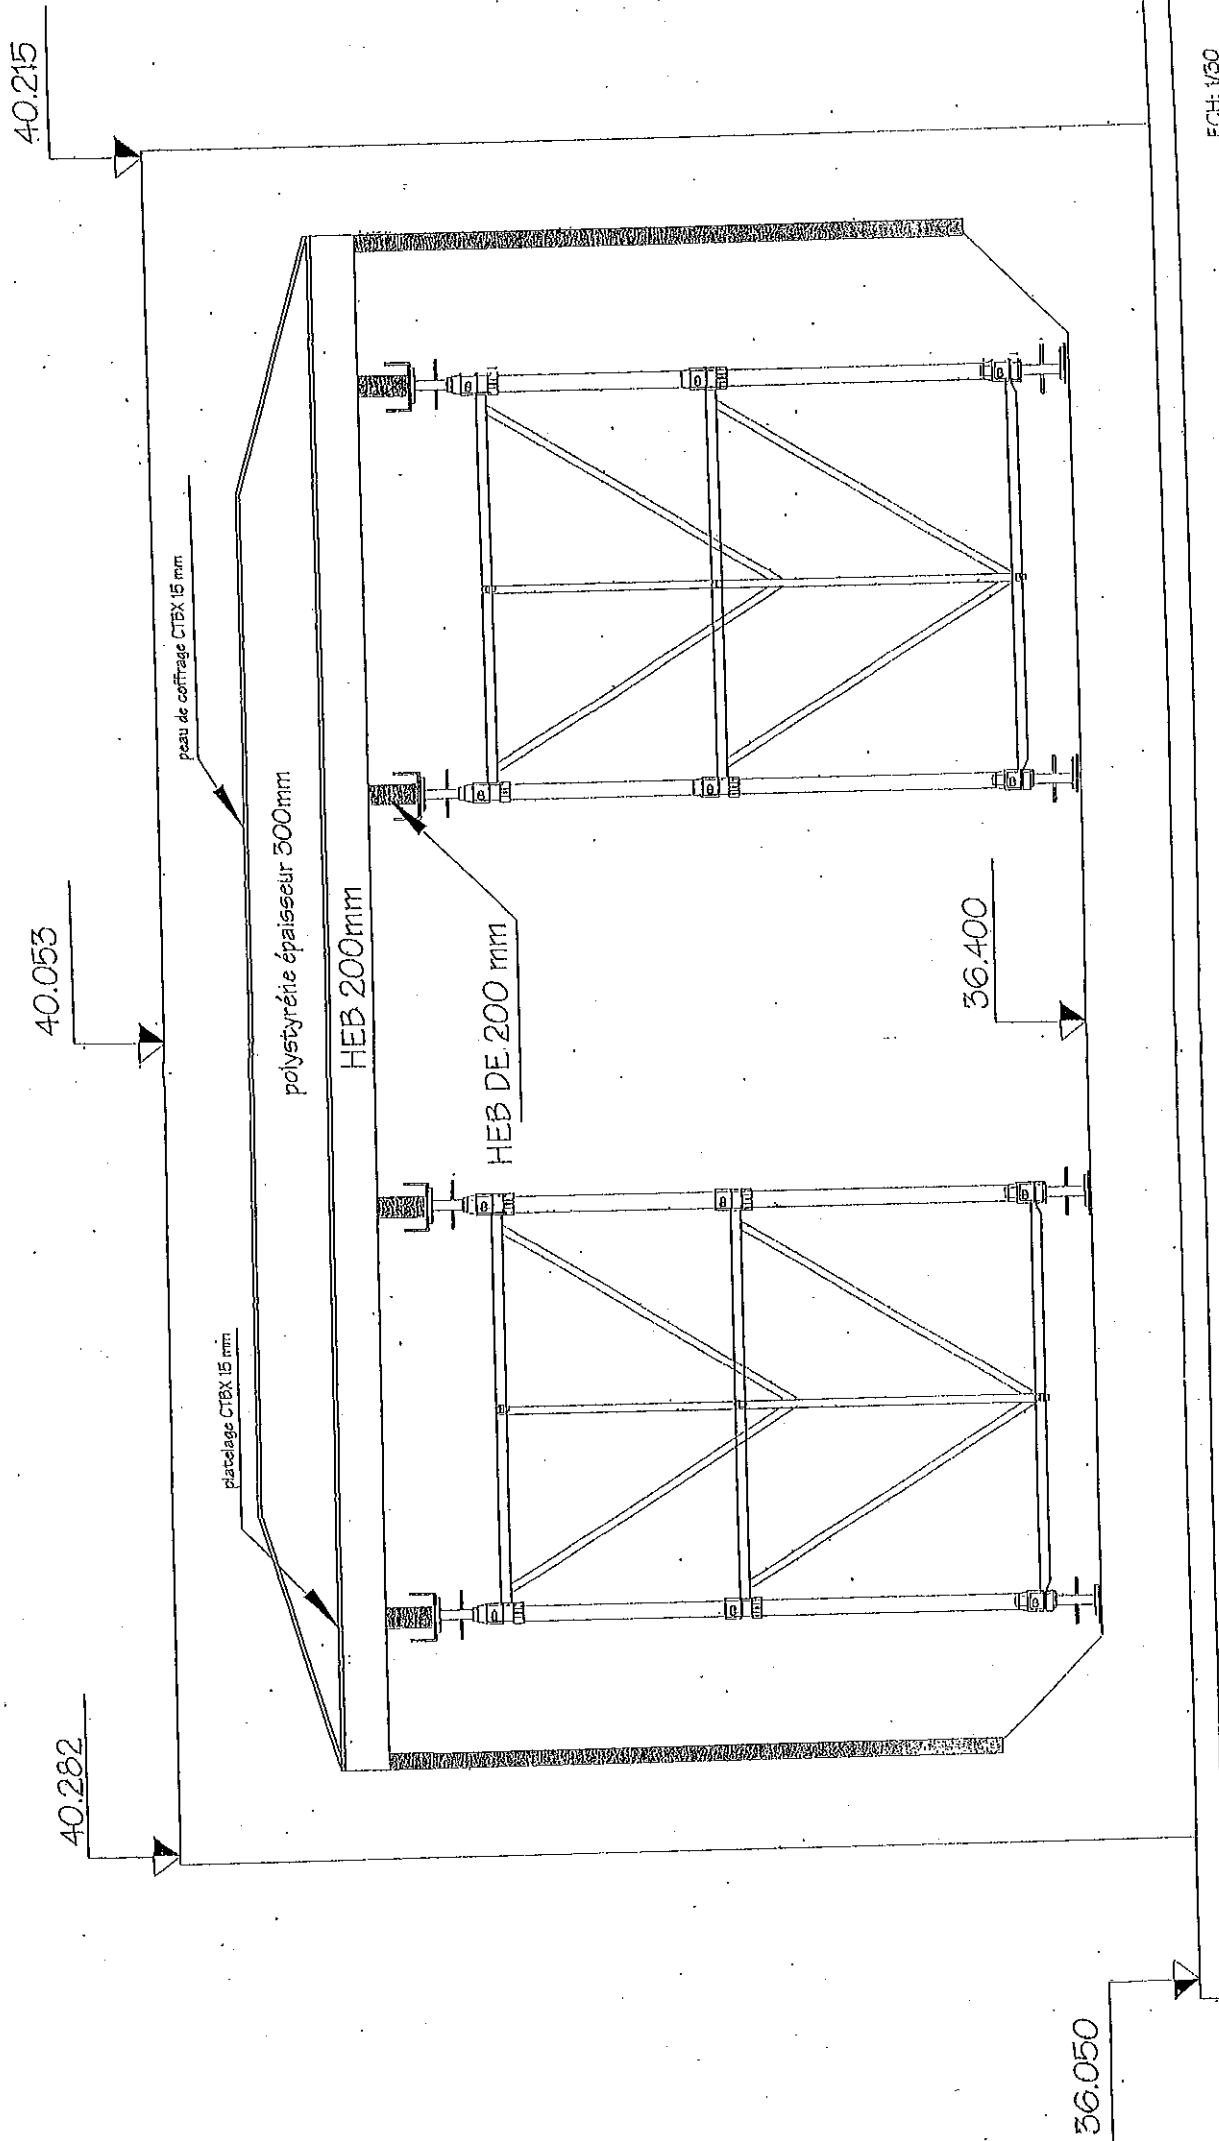 40.282
40.053
40.215
platelage CTBX 15 mm
peau de coffrage CTBX 15 mm
polystyrène épaisseur 300mm
HEB 200mm
HEB DE 200 mm
36.400
36.050
ECH: 1/30